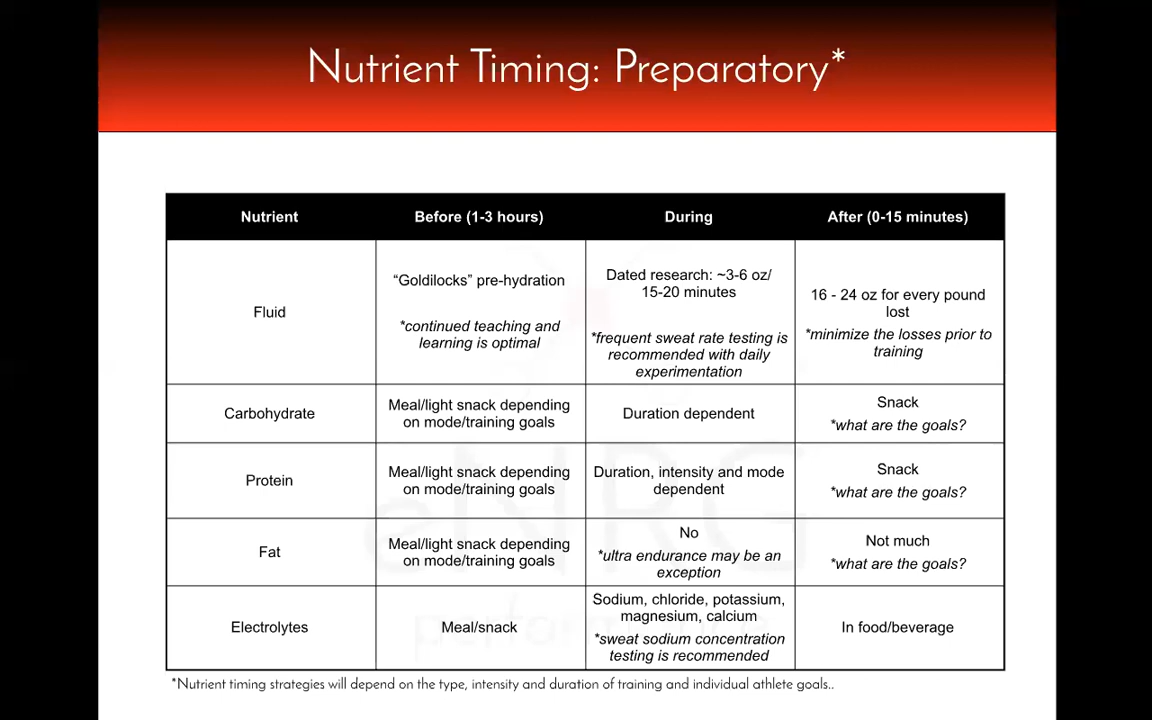 Nutrient Timing: Preparatory*
Nutrient
Before (1-3 hours)
During
After (0-15 minutes)
Fluid
“Goldilocks” pre-hydration
*continued teaching and
learning is optimal
Dated research: ~3-6 oz/
15-20 minutes
*frequent sweat rate testing is
recommended with daily
experimentation
16 - 24 oz for every pound
lost
*minimize the losses prior to
training
Carbohydrate
Meal/light snack depending
on mode/training goals
Duration dependent
Snack
*what are the goals?
Protein
Meal/light snack depending
on mode/training goals
Duration, intensity and mode
dependent
Snack
*what are the goals?
Fat
Meal/light snack depending
on mode/training goals
No
*ultra endurance may be an
exception
Not much
*what are the goals?
Electrolytes
Meal/snack
Sodium, chloride, potassium,
magnesium, calcium
*sweat sodium concentration
testing is recommended
In food/beverage
*Nutrient timing strategies will depend on the type, intensity and duration of training and individual athlete goals..
eNRG
performance